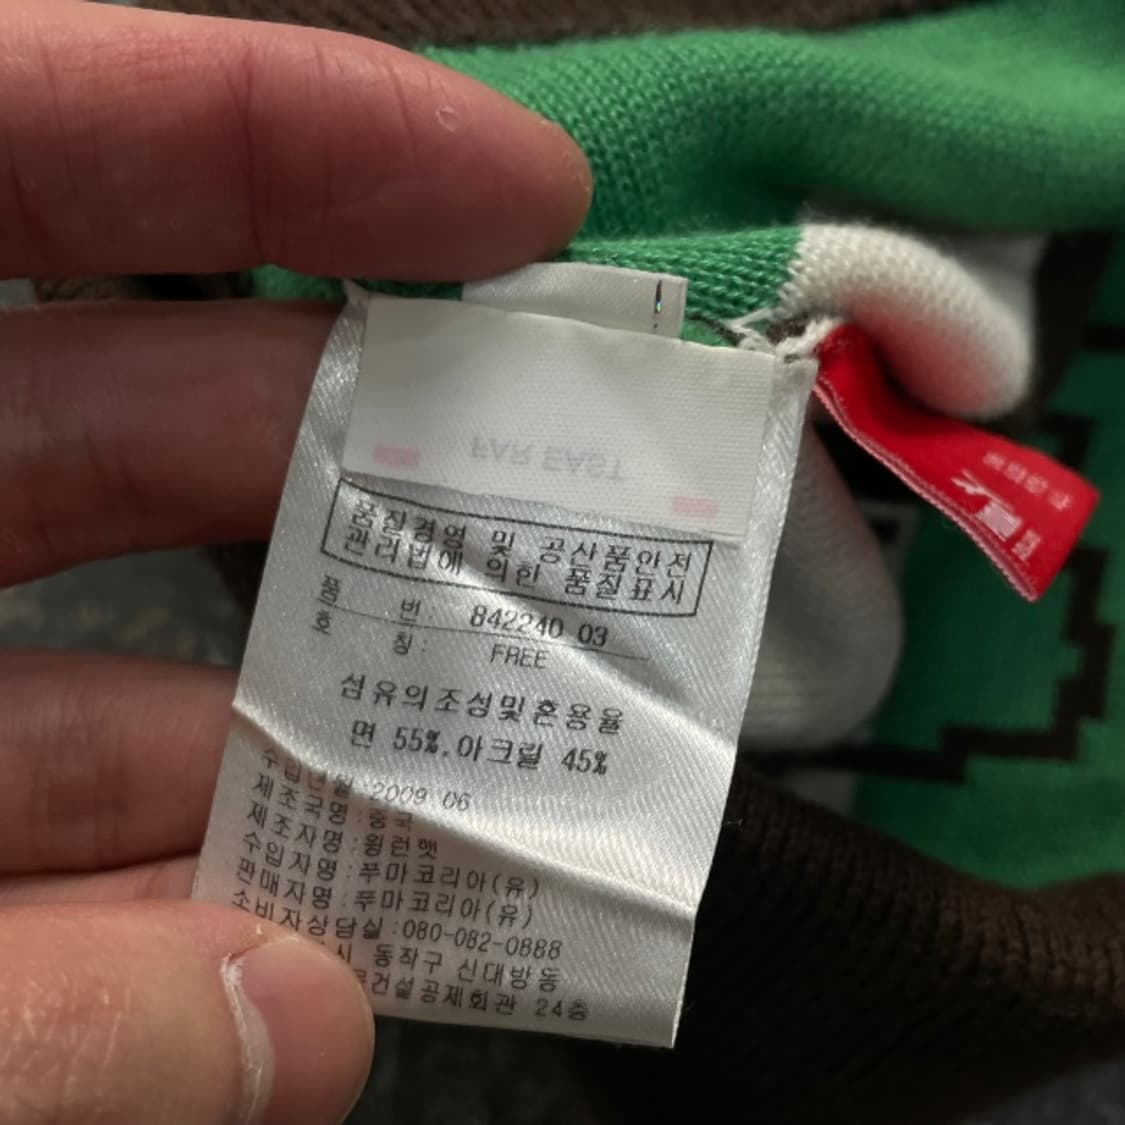 FAR EAST
품질경영 및 공산품안전
관리법에 의한 품질표시
품 번: 842240 03
호 칭: FREE
섬유의조성및혼용율
면 55%.아크릴 45%
수입년월 2009 06
제조국명:중국
제조자명:윙런햇
수입자명:푸마코리아(유)
판매자명:푸마코리아(유)
소비자상담실:080-082-0888
시 동작구 신대방동
건설공제회관 24층